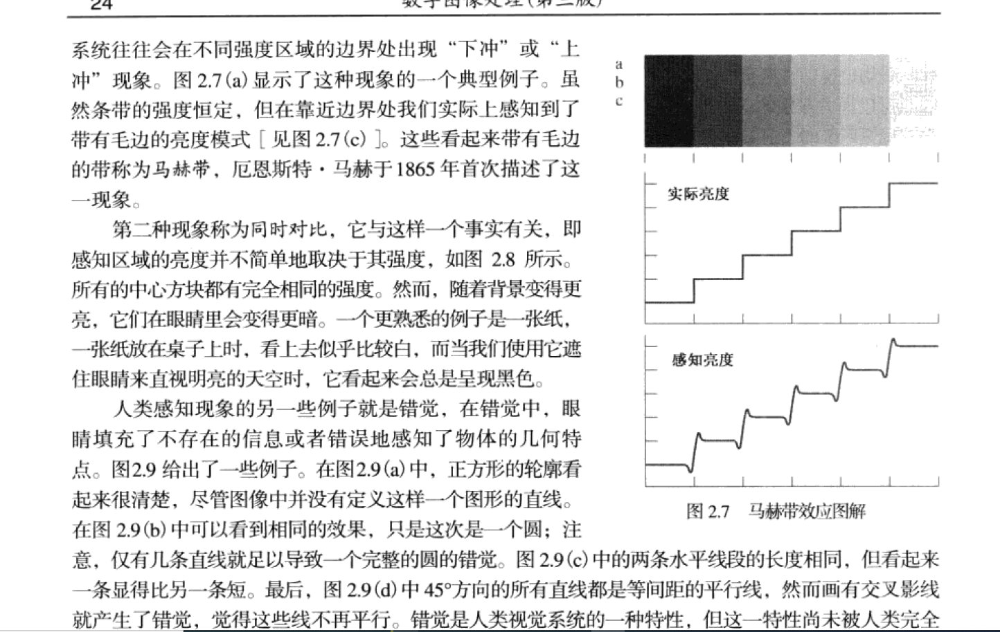 24
数字图像处理(第三版)
系统往往会在不同强度区域的边界处出现“下冲”或“上
冲”现象。图 2.7(a)显示了这种现象的一个典型例子。虽
然条带的强度恒定，但在靠近边界处我们实际上感知到了
带有毛边的亮度模式[见图 2.7(c)]。这些看起来带有毛边
的带称为马赫带，厄恩斯特·马赫于1865 年首次描述了这
一现象。
第二种现象称为同时对比，它与这样一个事实有关，即
感知区域的亮度并不简单地取决于其强度，如图 2.8 所示。
所有的中心方块都有完全相同的强度。然而，随着背景变得更
亮，它们在眼睛里会变得更暗。一个更熟悉的例子是一张纸，
一张纸放在桌子上时，看上去似乎比较白，而当我们使用它遮
住眼睛来直视明亮的天空时，它看起来会总是呈现黑色。
人类感知现象的另一些例子就是错觉，在错觉中，眼
睛填充了不存在的信息或者错误地感知了物体的几何特
点。图2.9 给出了一些例子。在图2.9(a)中，正方形的轮廓看
起来很清楚，尽管图像中并没有定义这样一个图形的直线。
在图 2.9(b)中可以看到相同的效果，只是这次是一个圆；注
a
b
c
实际亮度
感知亮度
图 2.7 马赫带效应图解
意，仅有几条直线就足以导致一个完整的圆的错觉。图 2.9(c)中的两条水平线段的长度相同，但看起来
一条显得比另一条短。最后，图 2.9(d)中 45°方向的所有直线都是等间距的平行线，然而画有交叉影线
就产生了错觉，觉得这些线不再平行。错觉是人类视觉系统的一种特性，但这一特性尚未被人类完全